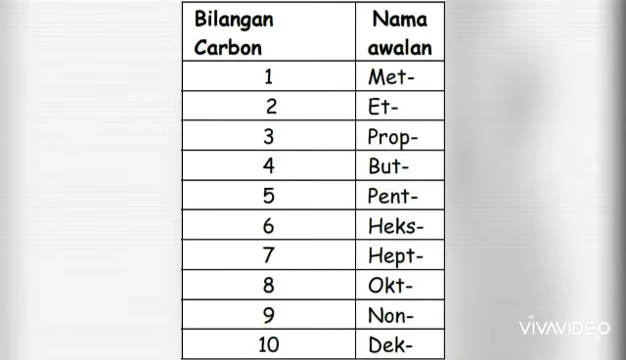 Bilangan Carbon Nama awalan
1 Met-
2 Et-
3 Prop-
4 But-
5 Pent-
6 Heks-
7 Hept-
8 Okt-
9 Non-
10 Dek-
VIVAVIDEO